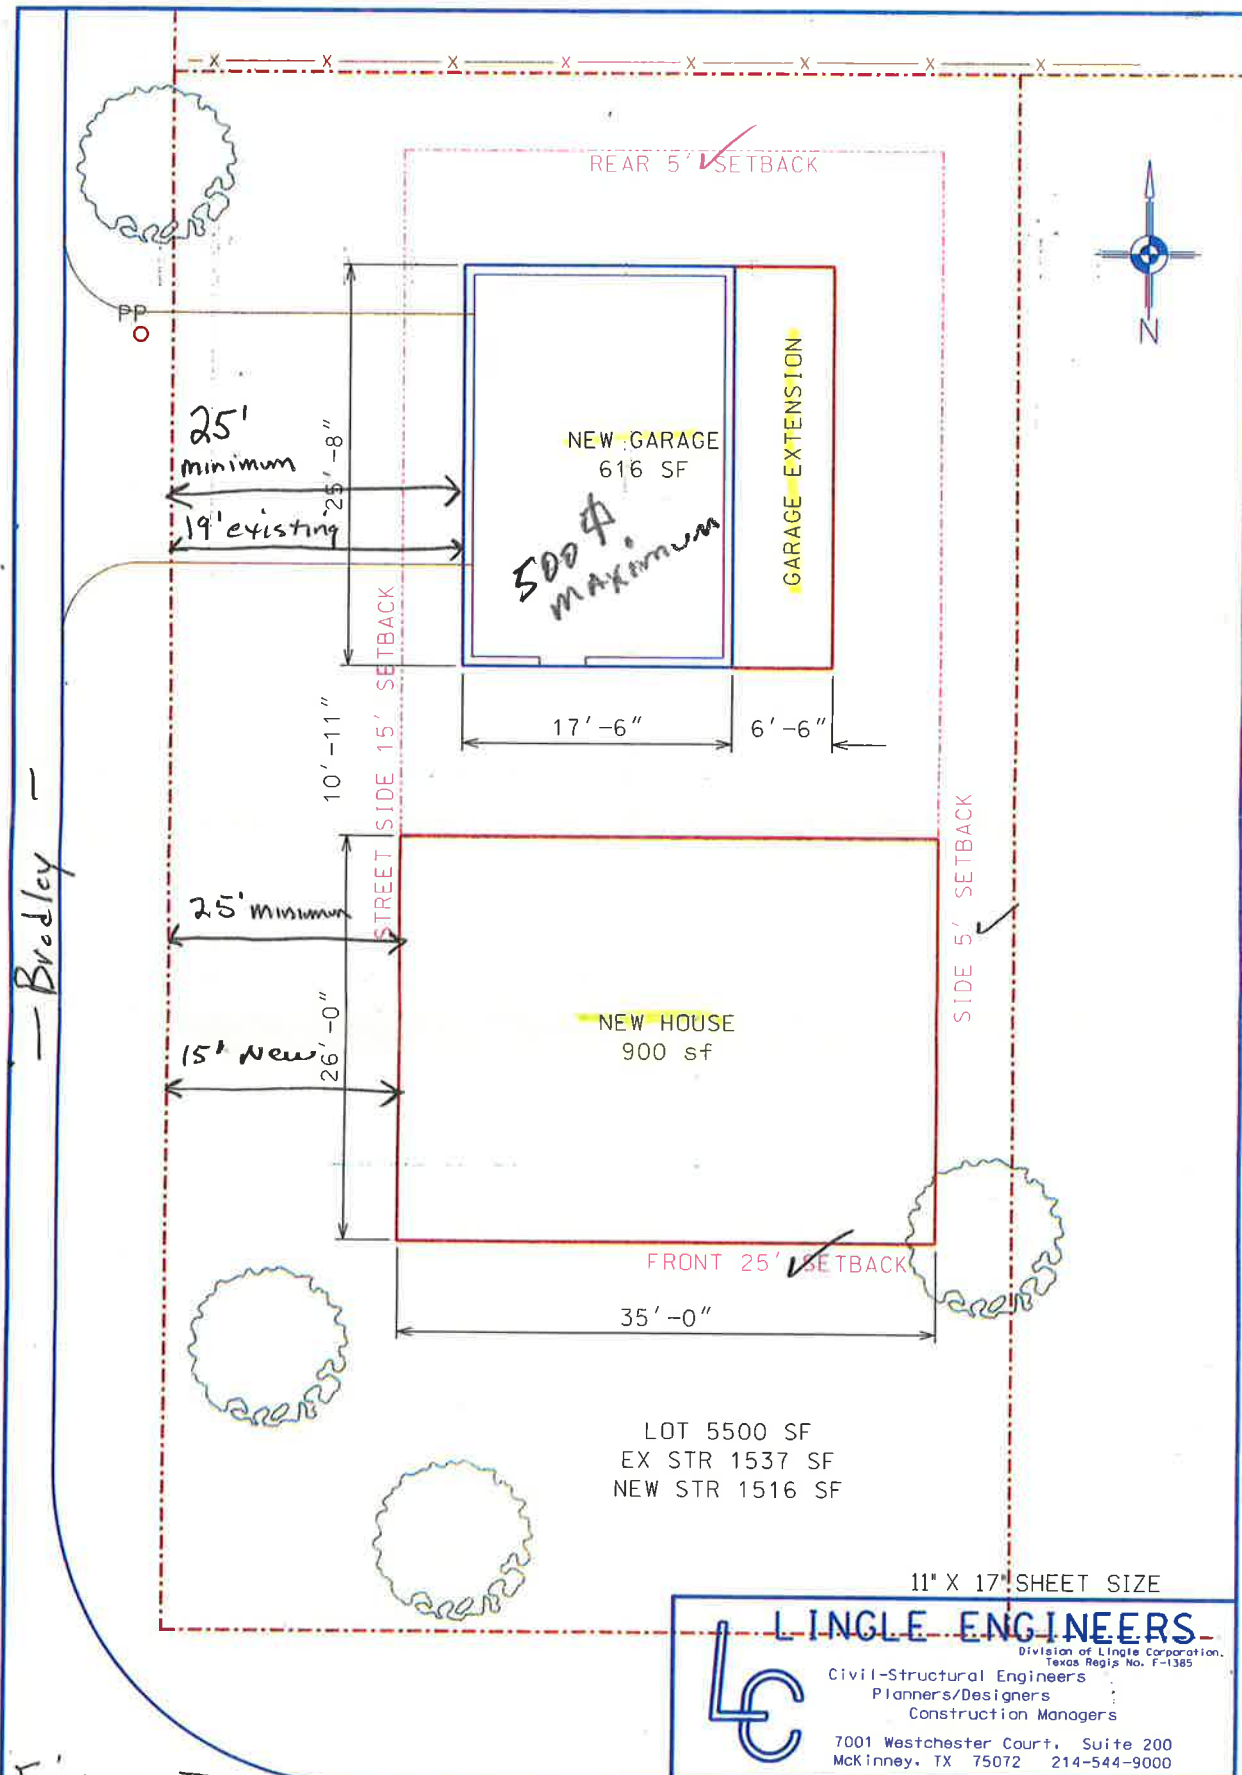 X X X X X X X X
REAR 5' SETBACK
PP
N
25'
minimum
25'-8"
19' existing
NEW GARAGE
616 SF
500
MAXIMUM
GARAGE EXTENSION
STREET SIDE 15' SETBACK
10'-11"
17'-6"
6'-6"
- Bradley -
25' minimum
15' New
26'-0"
SIDE 5' SETBACK
NEW HOUSE
900 sf
FRONT 25' SETBACK
35'-0"
LOT 5500 SF
EX STR 1537 SF
NEW STR 1516 SF
11" X 17" SHEET SIZE
LC
LINGLE ENGINEERS
Division of Lingle Corporation.
Texas Regis No. F-1385
Civil-Structural Engineers
Planners/Designers
Construction Managers
7001 Westchester Court, Suite 200
McKinney, TX 75072 214-544-9000